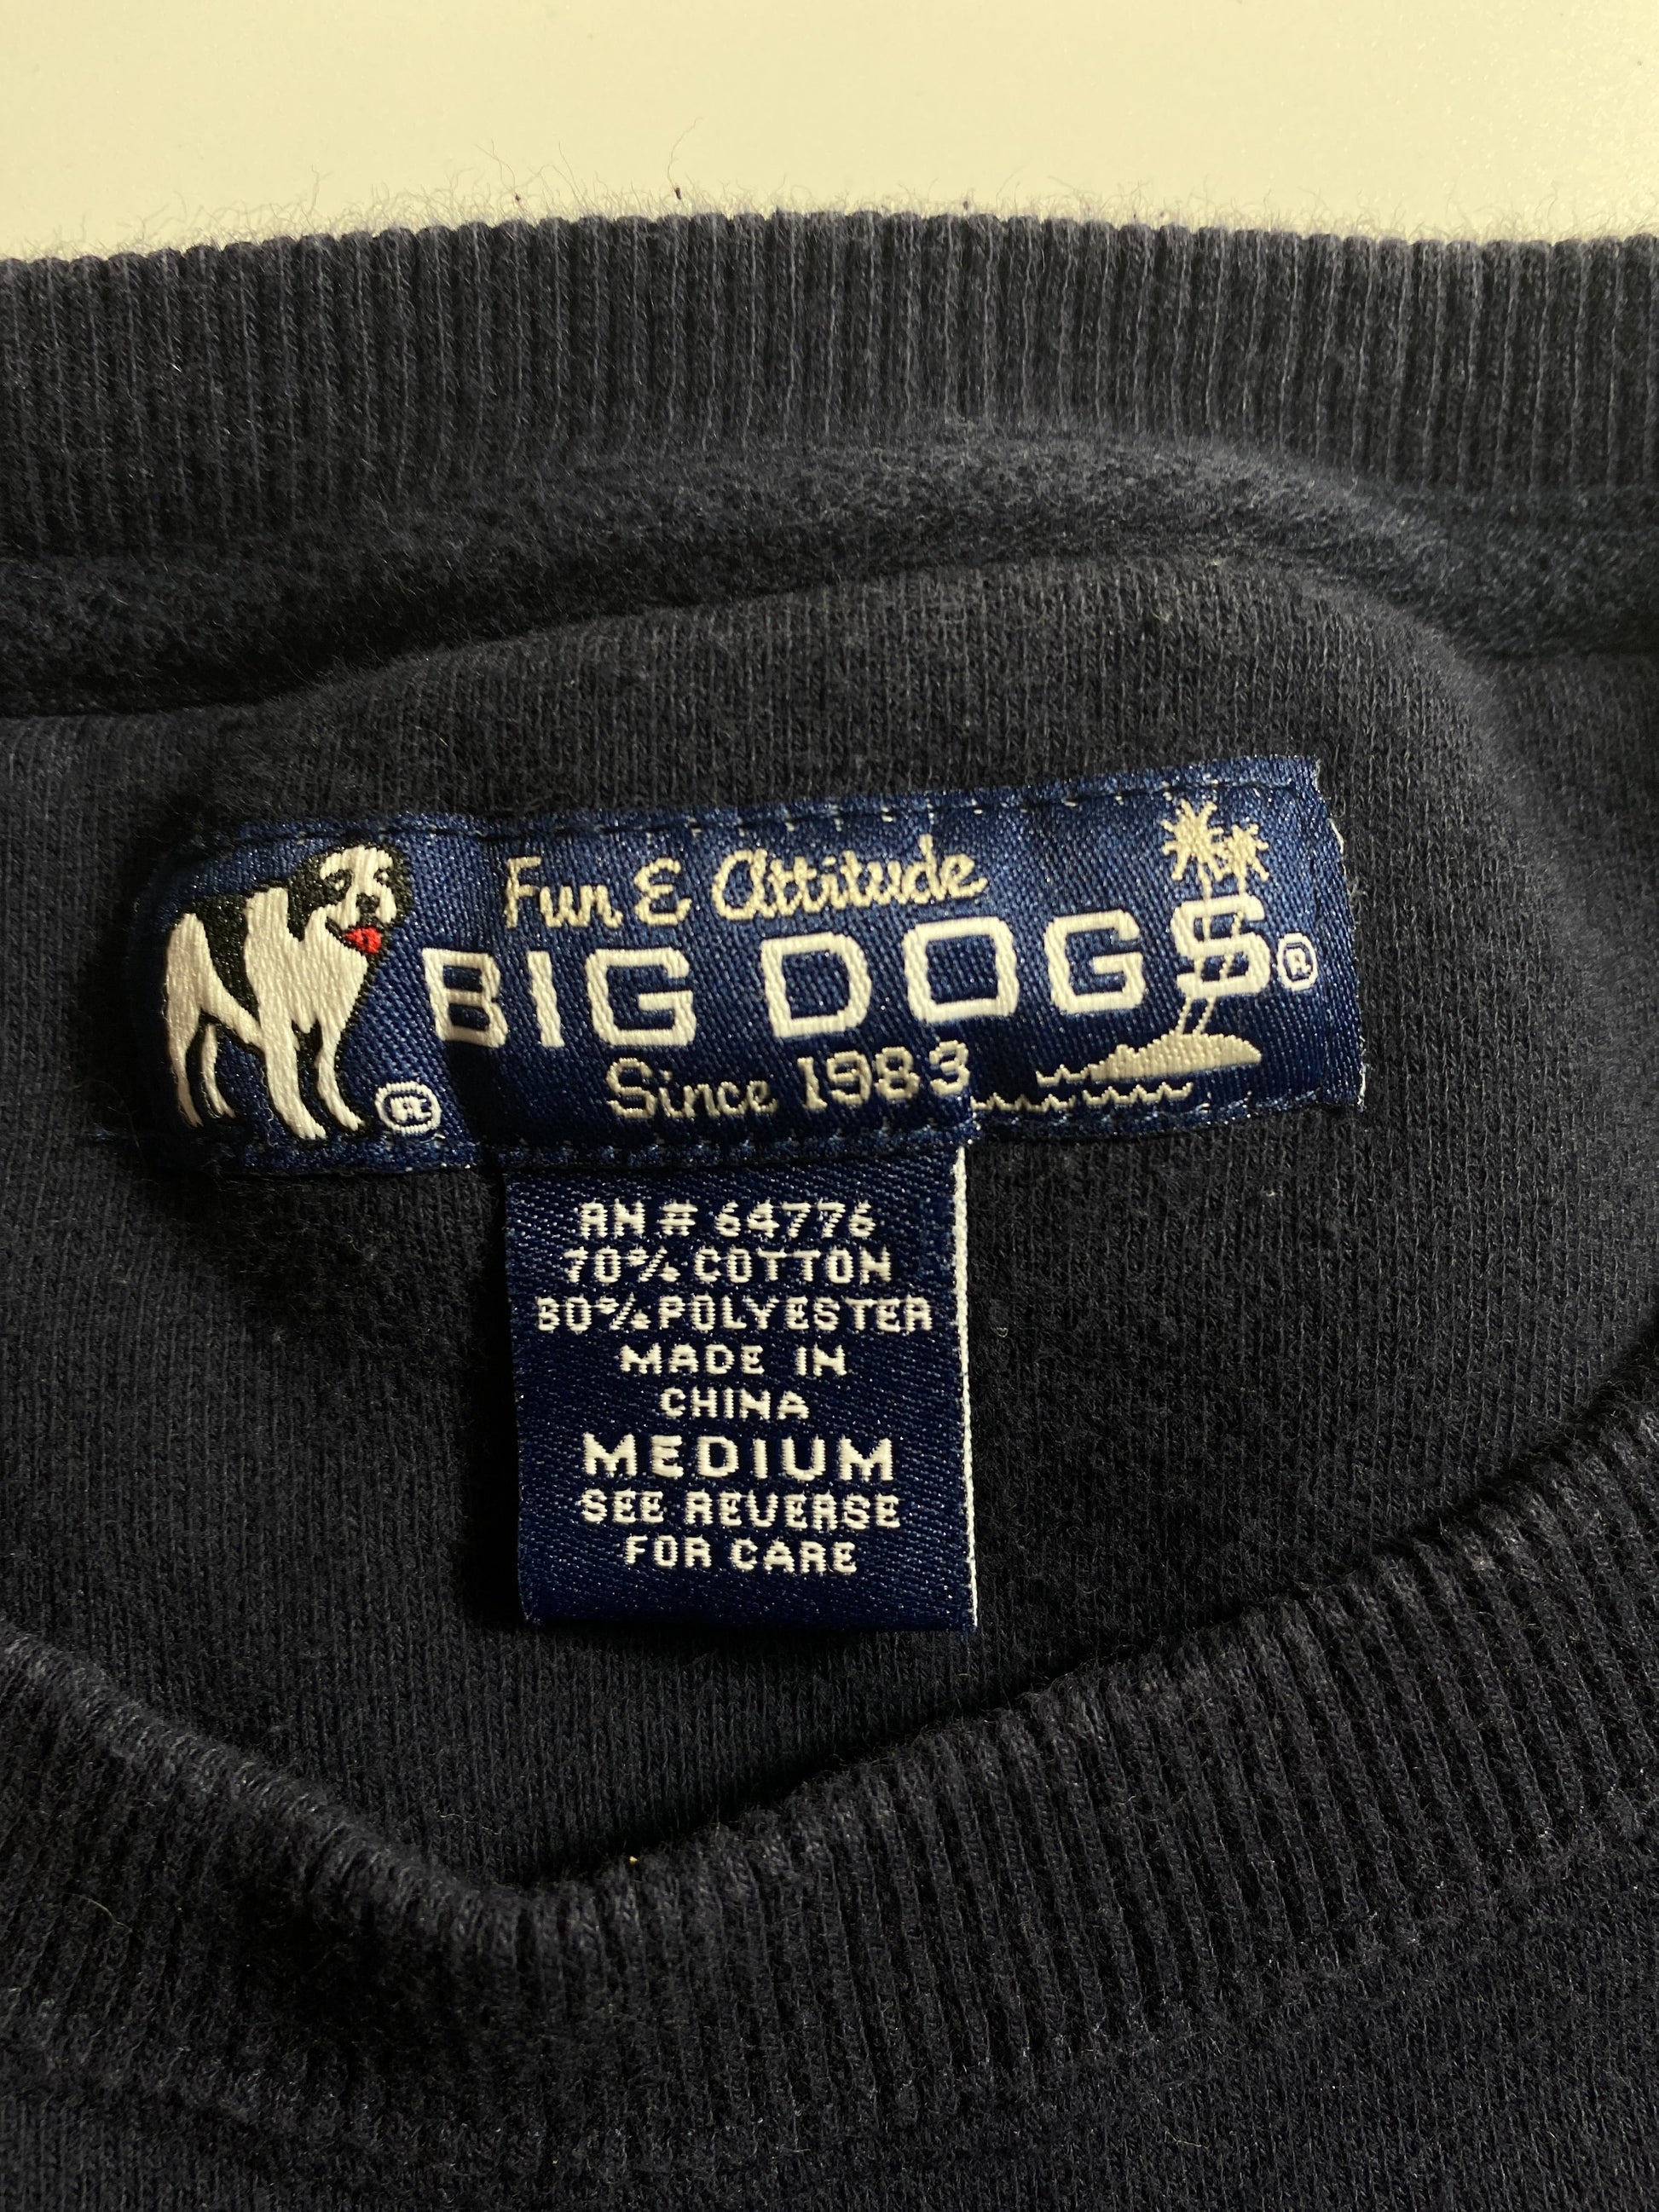 Fun & Attitude
BIG DOGS®
Since 1983
®
RN # 64776
70% COTTON
30% POLYESTER
MADE IN
CHINA
MEDIUM
SEE REVERSE
FOR CARE